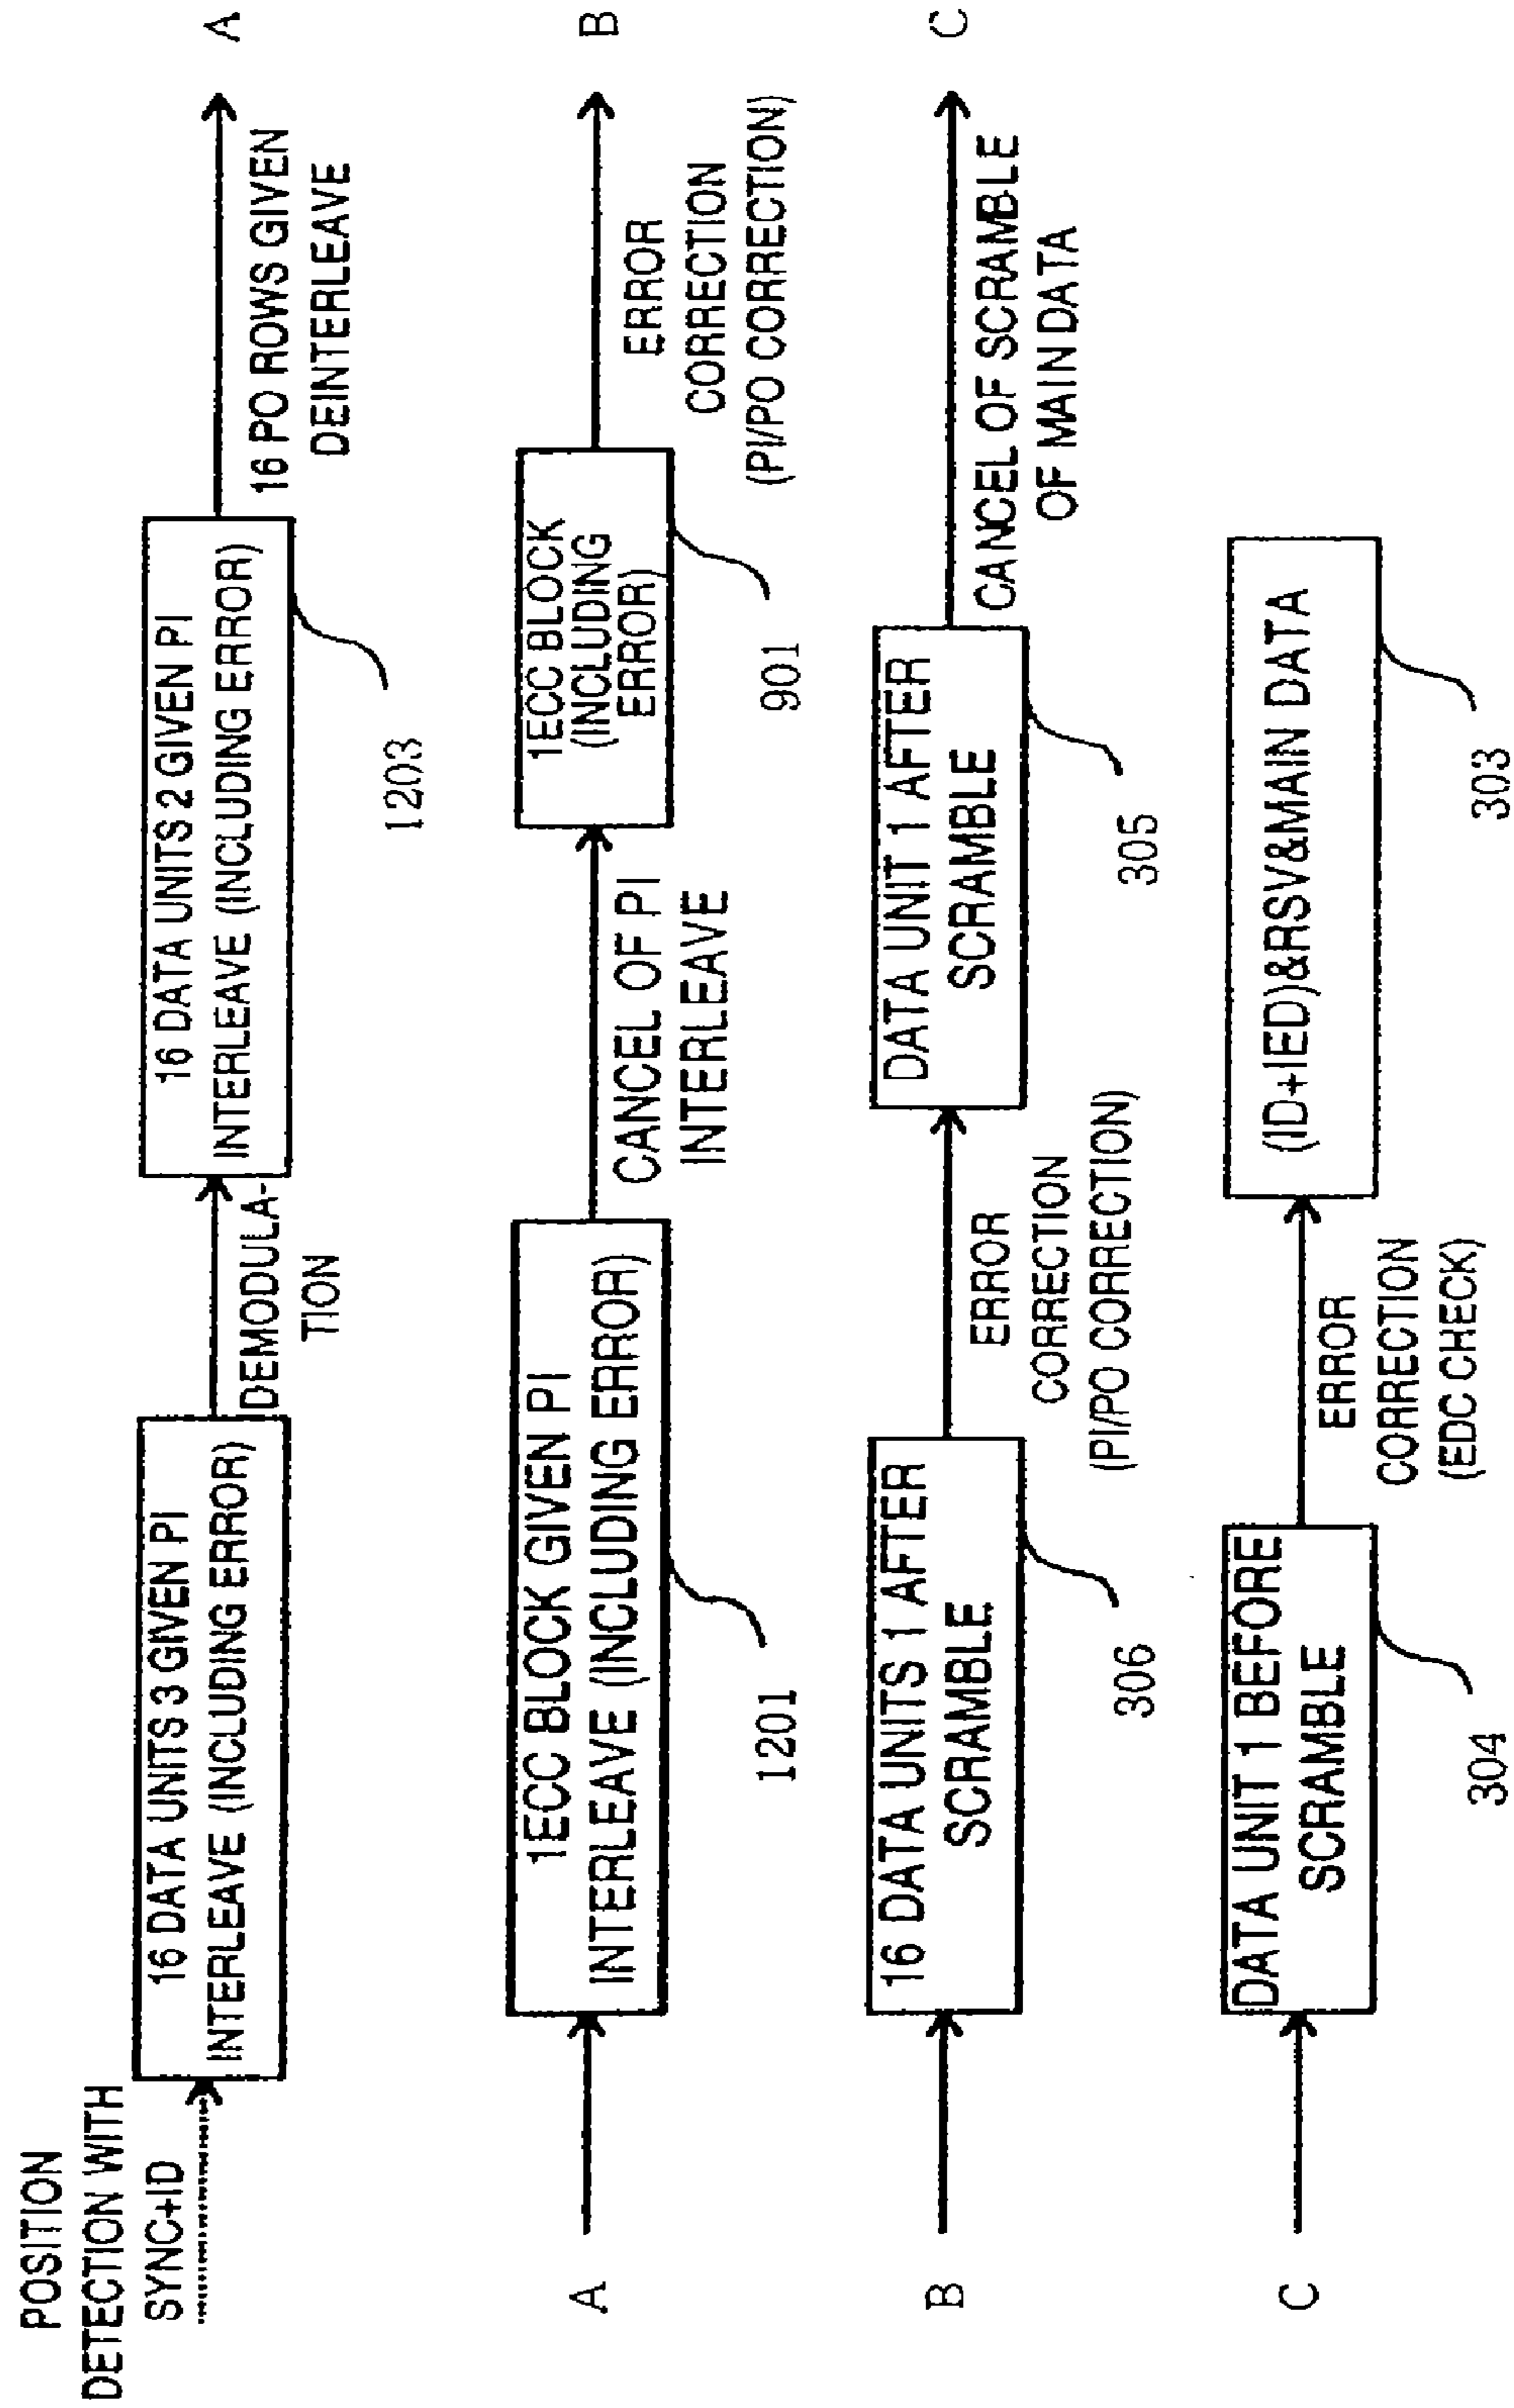 POSITION
DETECTION WITH
SYNC+ID
16 DATA UNITS 3 GIVEN PI
INTERLEAVE (INCLUDING ERROR)
DEMODULA-
TION
16 DATA UNITS 2 GIVEN PI
INTERLEAVE (INCLUDING ERROR)
1203
16 PO ROWS GIVEN
DEINTERLEAVE
A
A
1ECC BLOCK GIVEN PI
INTERLEAVE (INCLUDING ERROR)
1201
CANCEL OF PI
INTERLEAVE
1ECC BLOCK
(INCLUDING
ERROR)
901
ERROR
CORRECTION
(PI/PO CORRECTION)
B
B
16 DATA UNITS 1 AFTER
SCRAMBLE
306
ERROR
CORRECTION
(PI/PO CORRECTION)
DATA UNIT 1 AFTER
SCRAMBLE
305
CANCEL OF SCRAMBLE
OF MAIN DATA
C
C
DATA UNIT 1 BEFORE
SCRAMBLE
304
ERROR
CORRECTION
(EDC CHECK)
(ID+IED)&RSV&MAIN DATA
303